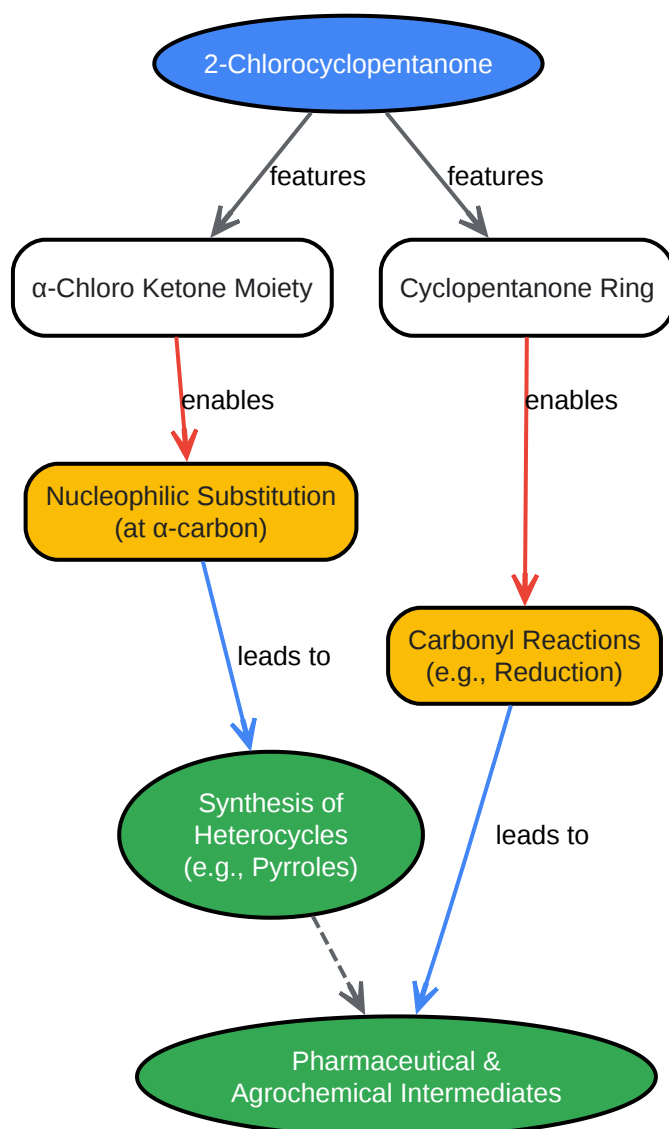 2-Chlorocyclopentanone
features
features
α-Chloro Ketone Moiety
Cyclopentanone Ring
enables
enables
Nucleophilic Substitution
(at α-carbon)
Carbonyl Reactions
(e.g., Reduction)
leads to
Synthesis of
Heterocycles
(e.g., Pyrroles)
leads to
Pharmaceutical &
Agrochemical Intermediates